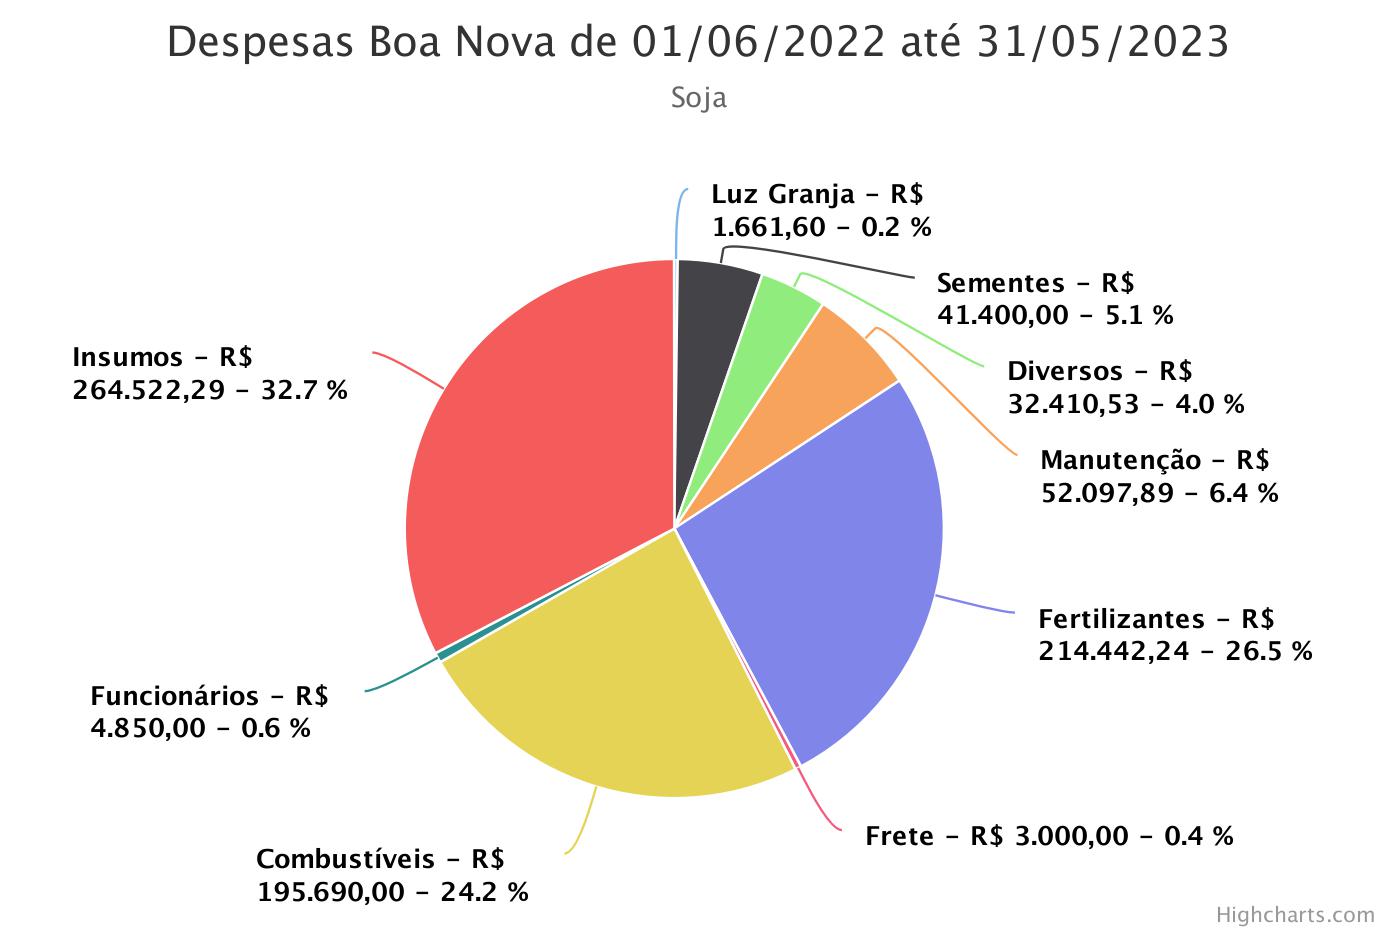 Despesas Boa Nova de 01/06/2022 até 31/05/2023
Soja
Luz Granja – R$
1.661,60 – 0.2 %
Sementes – R$
41.400,00 – 5.1 %
Diversos – R$
32.410,53 – 4.0 %
Manutenção – R$
52.097,89 – 6.4 %
Fertilizantes – R$
214.442,24 – 26.5 %
Frete – R$ 3.000,00 – 0.4 %
Combustíveis – R$
195.690,00 – 24.2 %
Funcionários – R$
4.850,00 – 0.6 %
Insumos – R$
264.522,29 – 32.7 %
Highcharts.com